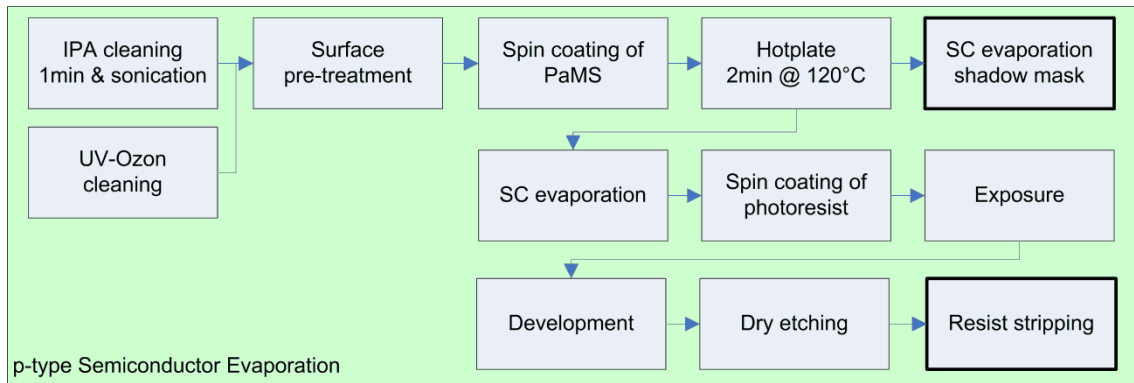 IPA cleaning
1min & sonication
Surface
pre-treatment
Spin coating of
PaMS
Hotplate
2min @ 120°C
SC evaporation
shadow mask
UV-Ozon
cleaning
SC evaporation
Spin coating of
photoresist
Exposure
Development
Dry etching
Resist stripping
p-type Semiconductor Evaporation